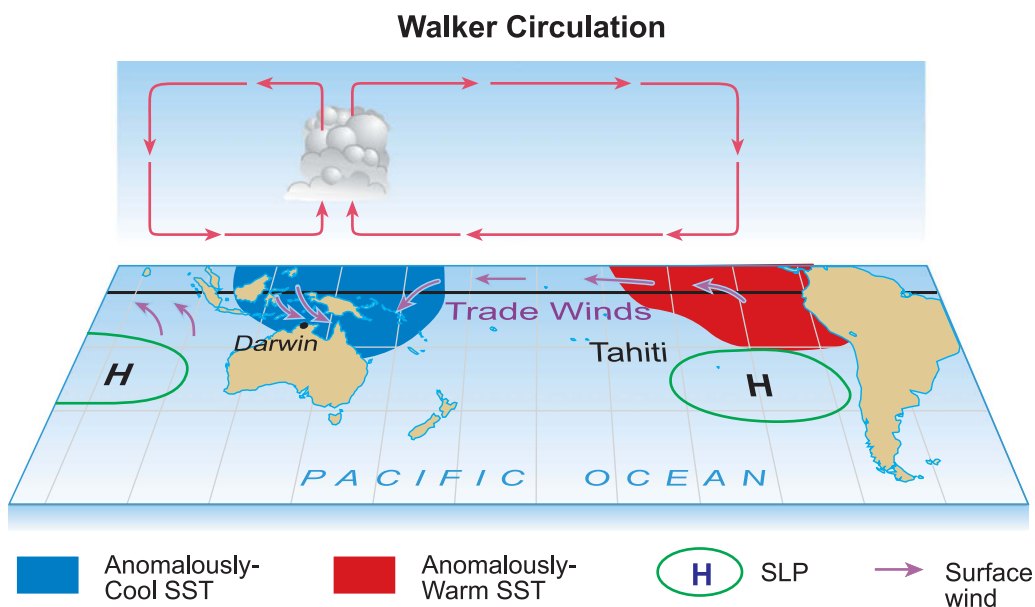 Walker Circulation
Trade Winds
Darwin
Tahiti
H
H
PACIFIC OCEAN
Anomalously-
Cool SST
Anomalously-
Warm SST
H
SLP
Surface
wind